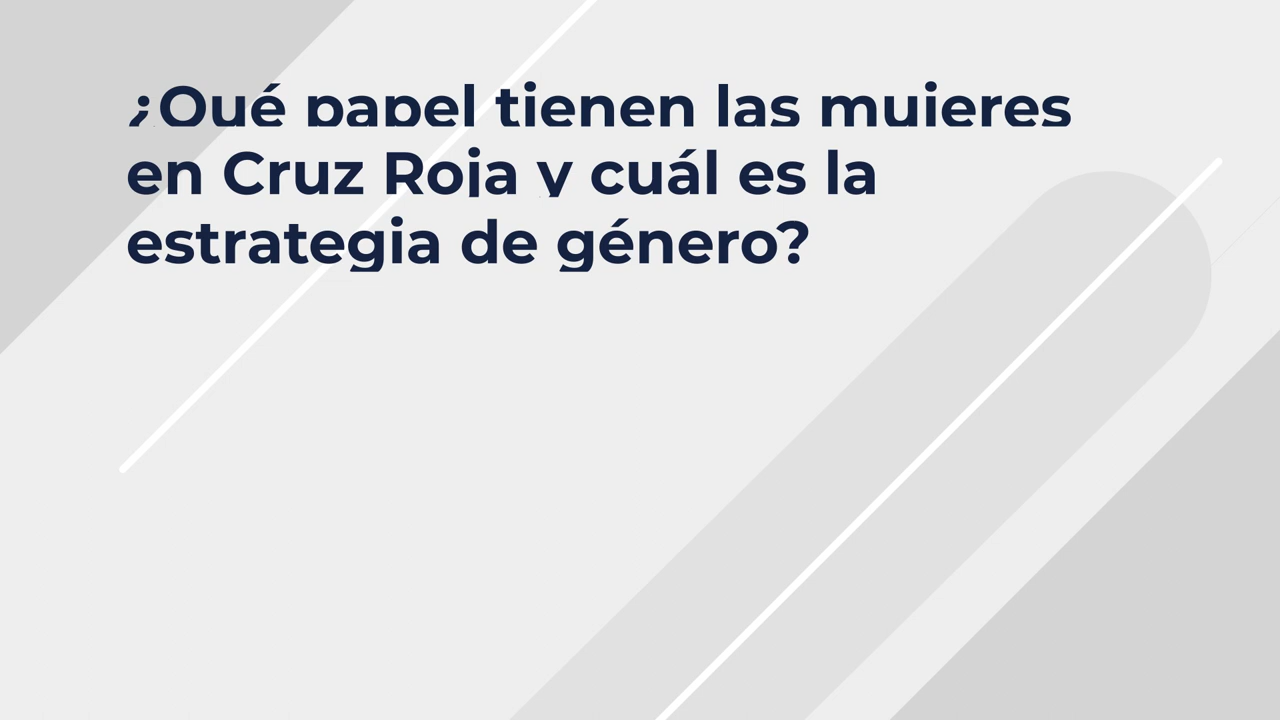 ¿Qué papel tienen las mujeres
en Cruz Roja y cuál es la
estrategia de género?